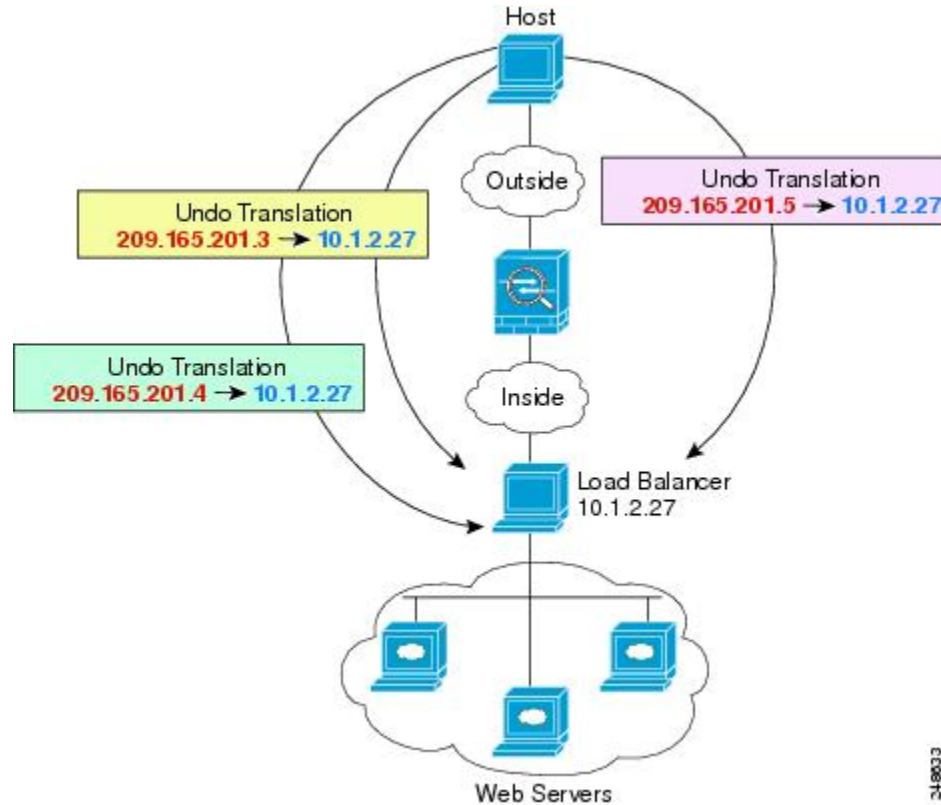 Host
Outside
Undo Translation
209.165.201.3 → 10.1.2.27
Undo Translation
209.165.201.5 → 10.1.2.27
Undo Translation
209.165.201.4 → 10.1.2.27
Inside
Load Balancer
10.1.2.27
Web Servers